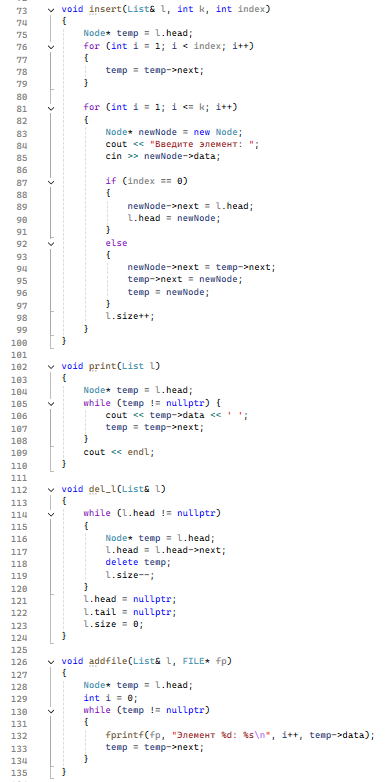 73 void insert(List& l, int k, int index)
74 {
75 Node* temp = l.head;
76 for (int i = 1; i < index; i++)
77 {
78 temp = temp->next;
79 }
80
81 for (int i = 1; i <= k; i++)
82 {
83 Node* newNode = new Node;
84 cout << "Введите элемент: ";
85 cin >> newNode->data;
86
87 if (index == 0)
88 {
89 newNode->next = l.head;
90 l.head = newNode;
91 }
92 else
93 {
94 newNode->next = temp->next;
95 temp->next = newNode;
96 temp = newNode;
97 }
98 l.size++;
99 }
100 }
101
102 void print(List l)
103 {
104 Node* temp = l.head;
105 while (temp != nullptr) {
106 cout << temp->data << ' ';
107 temp = temp->next;
108 }
109 cout << endl;
110 }
111
112 void del_l(List& l)
113 {
114 while (l.head != nullptr)
115 {
116 Node* temp = l.head;
117 l.head = l.head->next;
118 delete temp;
119 l.size--;
120 }
121 l.head = nullptr;
122 l.tail = nullptr;
123 l.size = 0;
124 }
125
126 void addfile(List& l, FILE* fp)
127 {
128 Node* temp = l.head;
129 int i = 0;
130 while (temp != nullptr)
131 {
132 fprintf(fp, "Элемент %d: %s\n", i++, temp->data);
133 temp = temp->next;
134 }
135 }